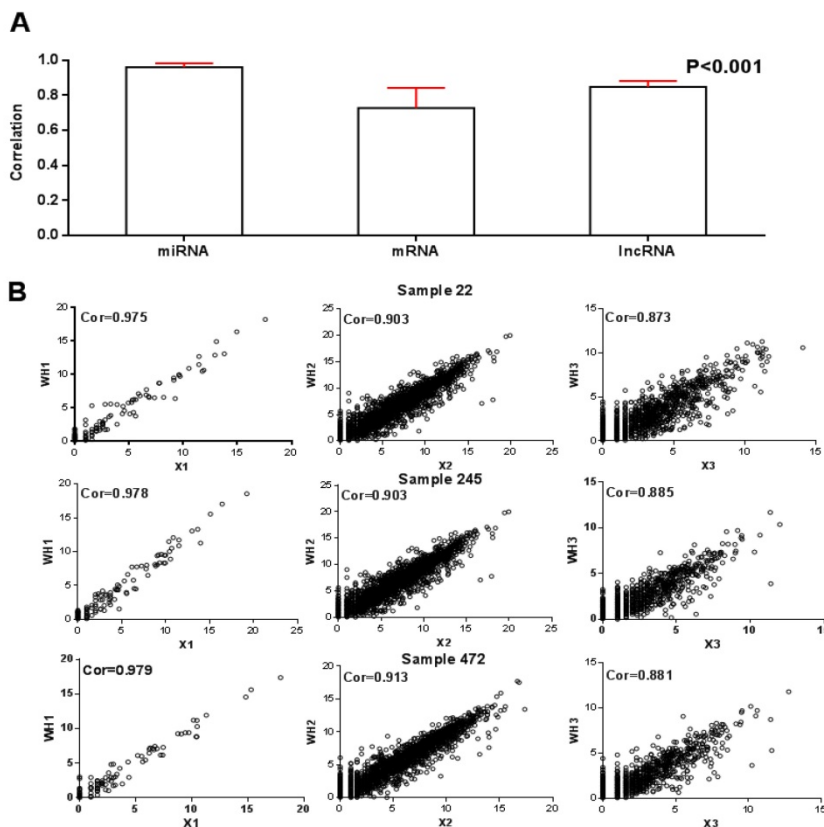 A
P<0.001
Correlation
1.0
0.8
0.6
0.4
0.2
0.0
miRNA mRNA lncRNA
B
Sample 22
Cor=0.975
WH1
20
15
10
5
0
0 5 10 15 20
X1
Cor=0.903
WH2
25
20
15
10
5
0
0 5 10 15 20 25
X2
Cor=0.873
WH3
15
10
5
0
0 5 10 15
X3
Sample 245
Cor=0.978
WH1
20
15
10
5
0
0 5 10 15 20 25
X1
Cor=0.903
WH2
25
20
15
10
5
0
0 5 10 15 20 25
X2
Cor=0.885
WH3
15
10
5
0
0 5 10 15
X3
Sample 472
Cor=0.979
WH1
20
15
10
5
0
0 5 10 15 20
X1
Cor=0.913
WH2
20
15
10
5
0
0 5 10 15 20
X2
Cor=0.881
WH3
15
10
5
0
0 5 10 15
X3